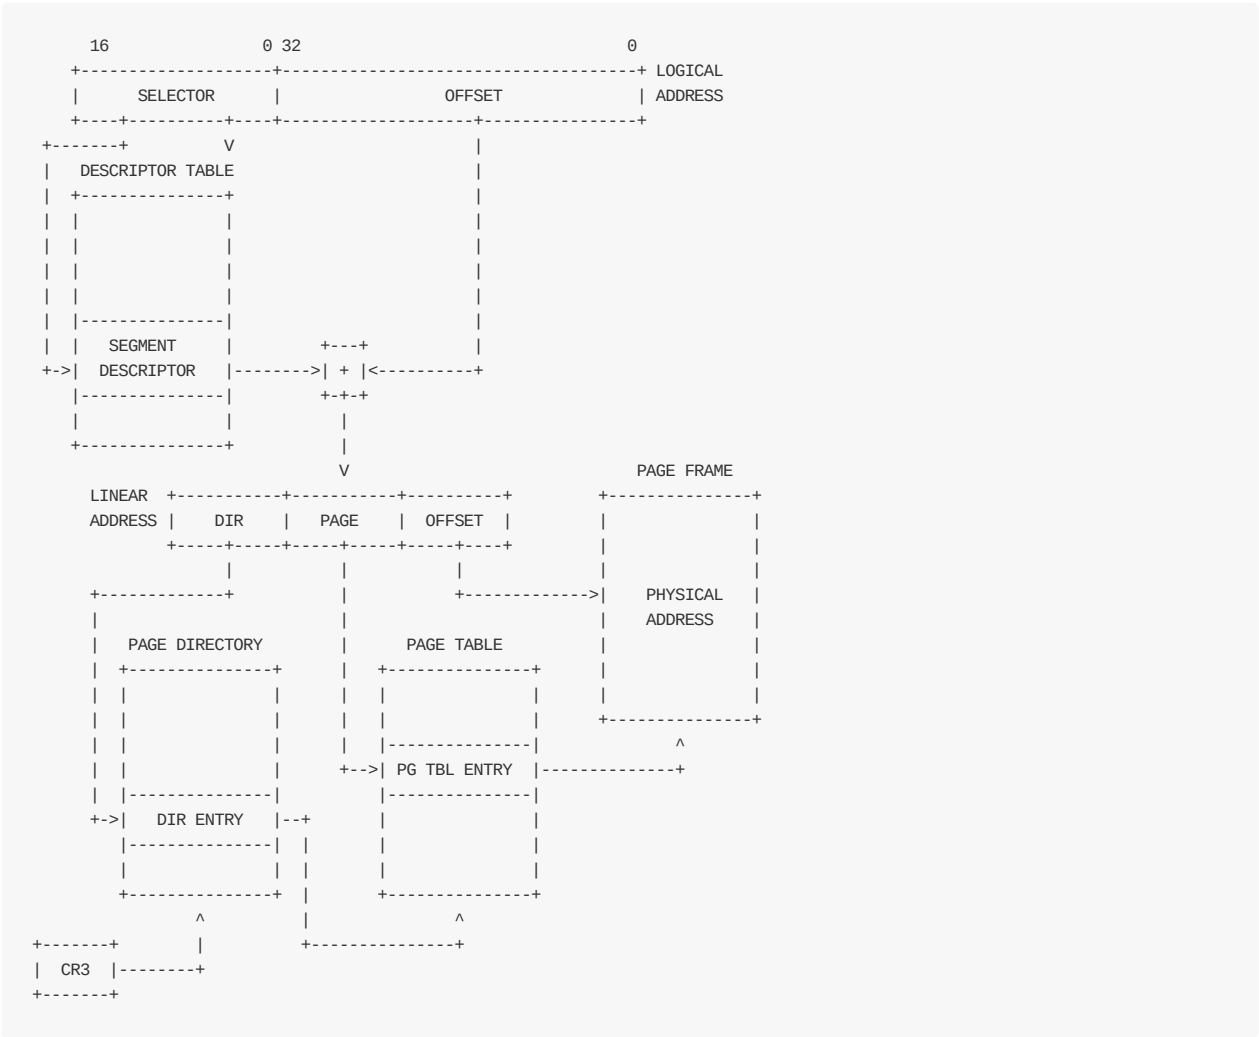 16 0 32 0
+--------------------+-------------------------------------+ LOGICAL
| SELECTOR | OFFSET | ADDRESS
+----+----------+----+--------------------+----------------+
+-------+ V |
| DESCRIPTOR TABLE |
| +---------------+ |
| | | |
| | | |
| | | |
| | | |
| |---------------| |
| | SEGMENT | +---+ |
+->| DESCRIPTOR |-------->| + |<----------+
|---------------| +-+-+
| | |
+---------------+ |
V PAGE FRAME
LINEAR +-----------+-----------+----------+ +---------------+
ADDRESS | DIR | PAGE | OFFSET | | |
+-----+-----+-----+-----+-----+----+ | |
| | | | |
+-------------+ | +------------->| PHYSICAL |
| | | ADDRESS |
| PAGE DIRECTORY | PAGE TABLE | |
| +---------------+ | +---------------+ | |
| | | | | | | |
| | | | | | +---------------+
| | | | |---------------| ^
| | | +-->| PG TBL ENTRY |--------------+
| |---------------| |---------------|
+->| DIR ENTRY |--+ | |
|---------------| | | |
| | | | |
+---------------+ | +---------------+
^ | ^
+-------+ | +---------------+
| CR3 |--------+
+-------+